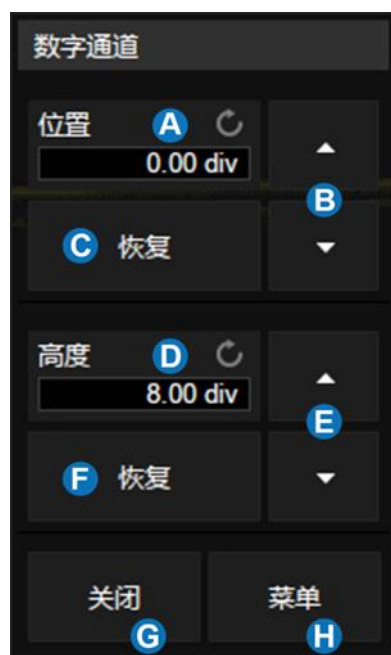 数字通道
位置 A
0.00 div
B
C 恢复
高度 D
8.00 div
E
F 恢复
关闭 菜单
G H